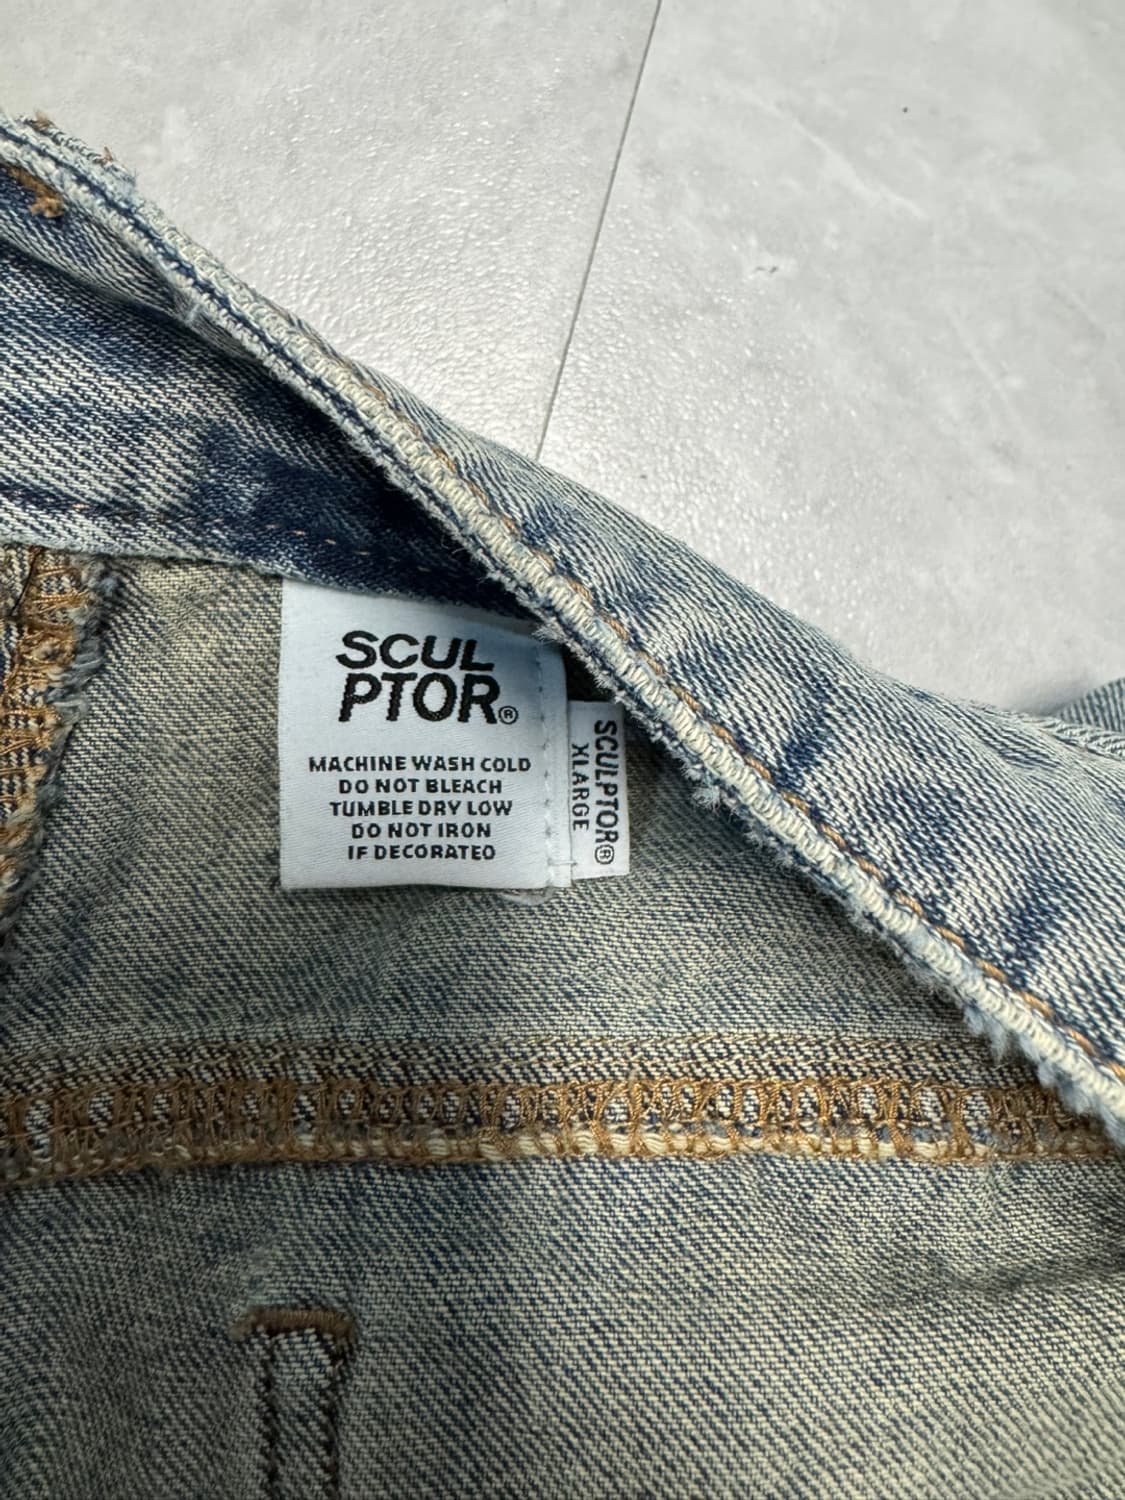 SCUL
PTOR®
MACHINE WASH COLD
DO NOT BLEACH
TUMBLE DRY LOW
DO NOT IRON
IF DECORATED
SCULPTOR®
XLARGE